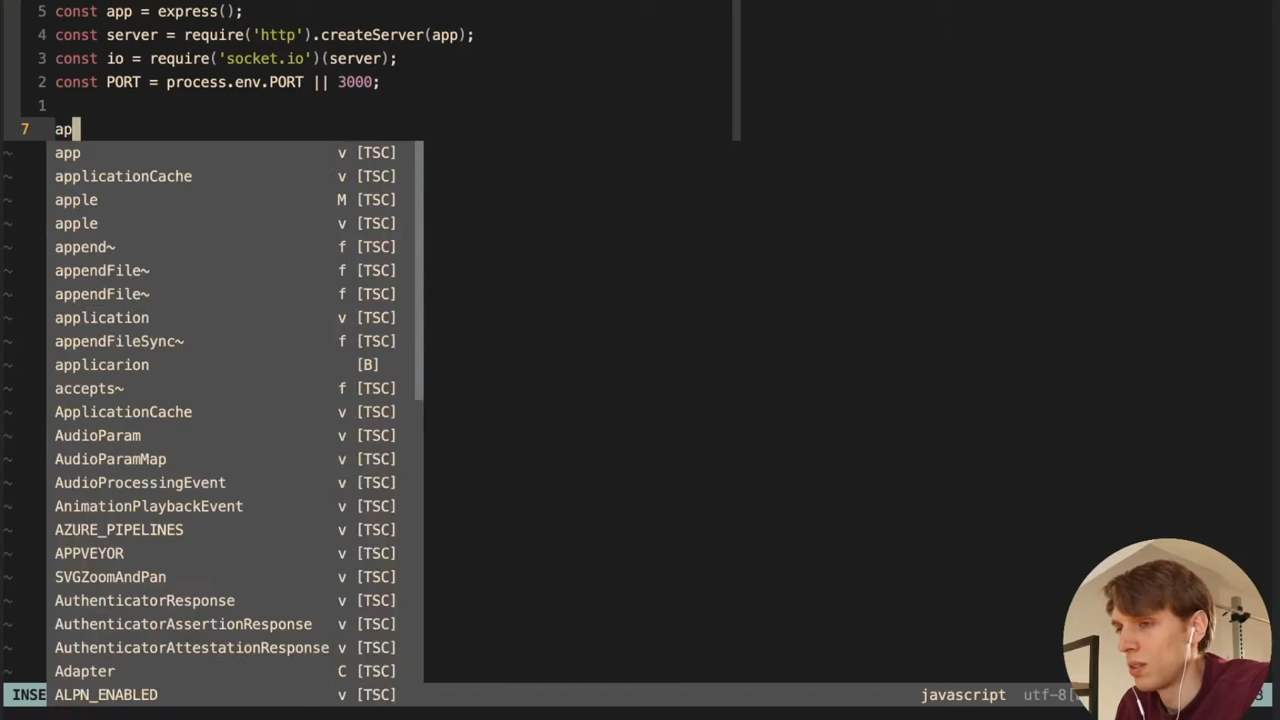 5 const app = express();
4 const server = require('http').createServer(app);
3 const io = require('socket.io')(server);
2 const PORT = process.env.PORT || 3000;
1
7 ap
~ app v [TSC]
~ applicationCache v [TSC]
~ apple M [TSC]
~ apple v [TSC]
~ append~ f [TSC]
~ appendFile~ f [TSC]
~ appendFile~ f [TSC]
~ application v [TSC]
~ appendFileSync~ f [TSC]
~ applicarion [B]
~ accepts~ f [TSC]
~ ApplicationCache v [TSC]
~ AudioParam v [TSC]
~ AudioParamMap v [TSC]
~ AudioProcessingEvent v [TSC]
~ AnimationPlaybackEvent v [TSC]
~ AZURE_PIPELINES v [TSC]
~ APPVEYOR v [TSC]
~ SVGZoomAndPan v [TSC]
~ AuthenticatorResponse v [TSC]
~ AuthenticatorAssertionResponse v [TSC]
~ AuthenticatorAttestationResponse v [TSC]
~ Adapter C [TSC]
INSE ALPN_ENABLED v [TSC] javascript utf-8[